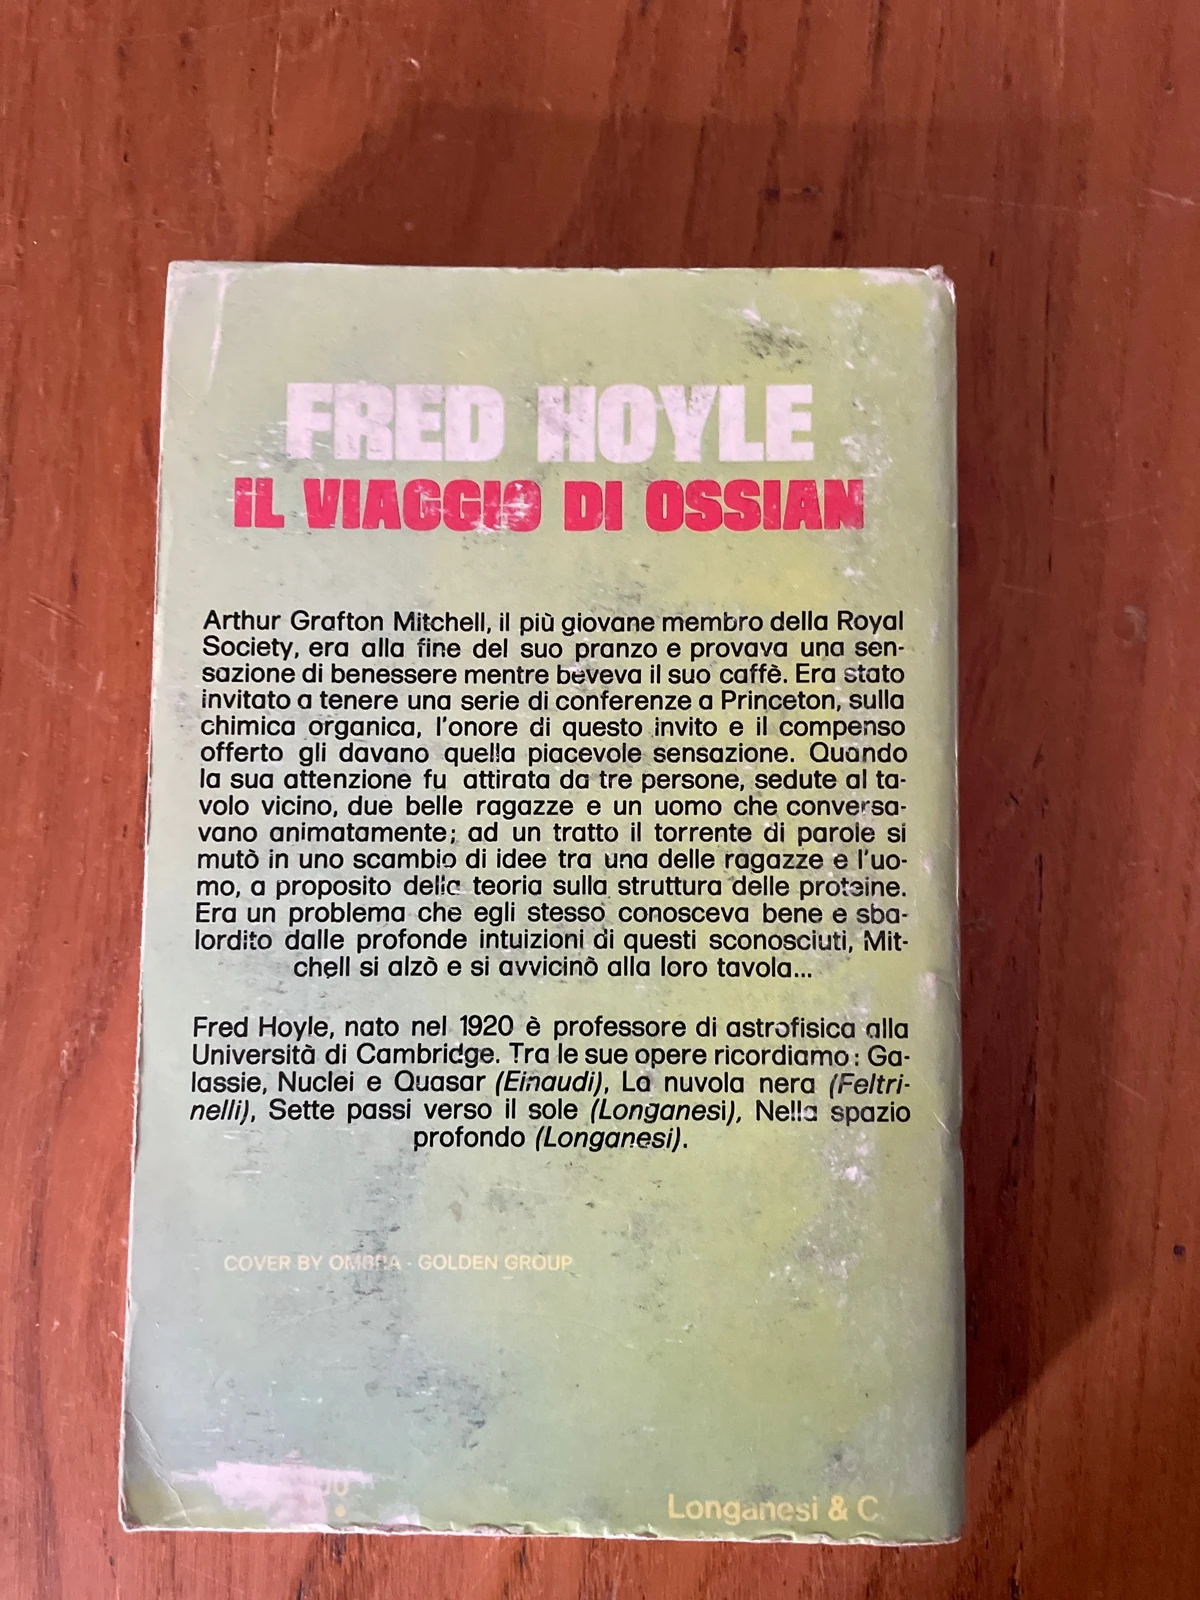 FRED HOYLE
IL VIAGGIO DI OSSIAN
Arthur Grafton Mitchell, il più giovane membro della Royal
Society, era alla fine del suo pranzo e provava una sen-
sazione di benessere mentre beveva il suo caffè. Era stato
invitato a tenere una serie di conferenze a Princeton, sulla
chimica organica, l'onore di questo invito e il compenso
offerto gli davano quella piacevole sensazione. Quando
la sua attenzione fu attirata da tre persone, sedute al ta-
volo vicino, due belle ragazze e un uomo che conversa-
vano animatamente; ad un tratto il torrente di parole si
mutò in uno scambio di idee tra una delle ragazze e l'uo-
mo, a proposito della teoria sulla struttura delle proteine.
Era un problema che egli stesso conosceva bene e sba-
lordito dalle profonde intuizioni di questi sconosciuti, Mit-
chell si alzò e si avvicinò alla loro tavola...
Fred Hoyle, nato nel 1920 è professore di astrofisica alla
Università di Cambridge. Tra le sue opere ricordiamo: Ga-
lassie, Nuclei e Quasar (Einaudi), La nuvola nera (Feltri-
nelli), Sette passi verso il sole (Longanesi), Nella spazio
profondo (Longanesi).
COVER BY OMBRA · GOLDEN GROUP
Longanesi & C